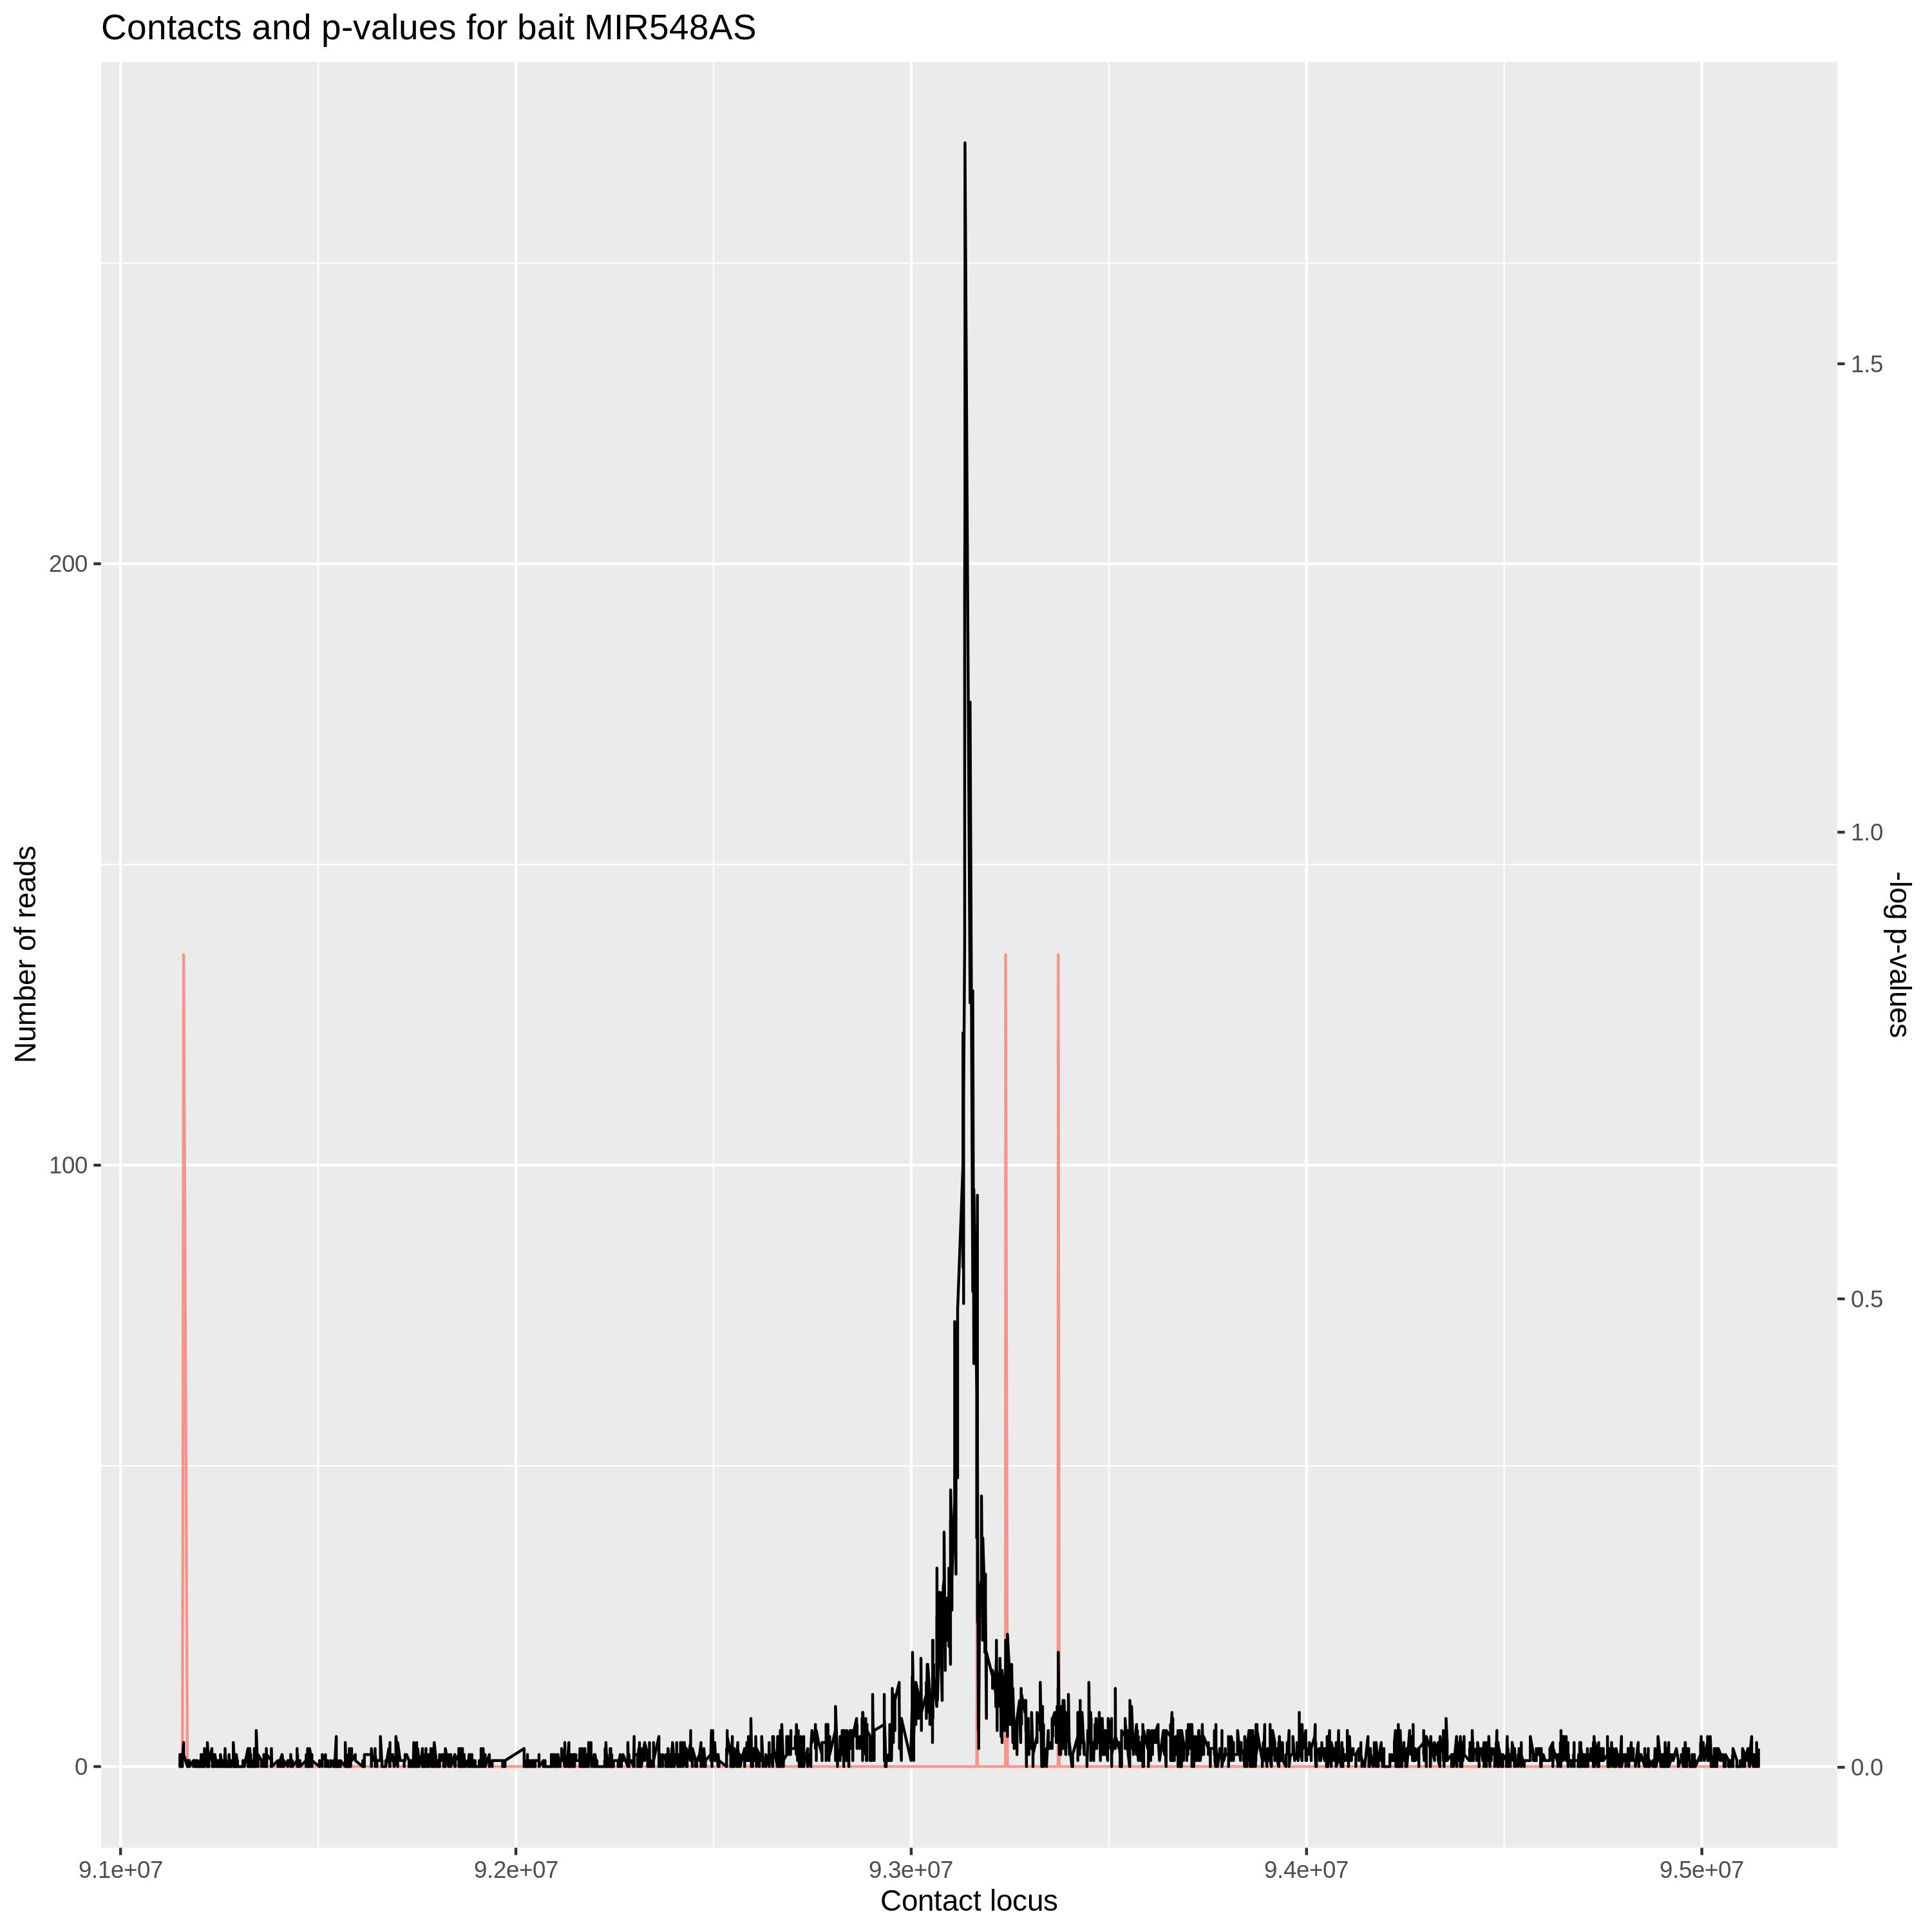 Contacts and p-values for bait MIR548AS
Number of reads
200
100
0
1.5
1.0
0.5
0.0
-log p-values
9.1e+07 9.2e+07 9.3e+07 9.4e+07 9.5e+07
Contact locus